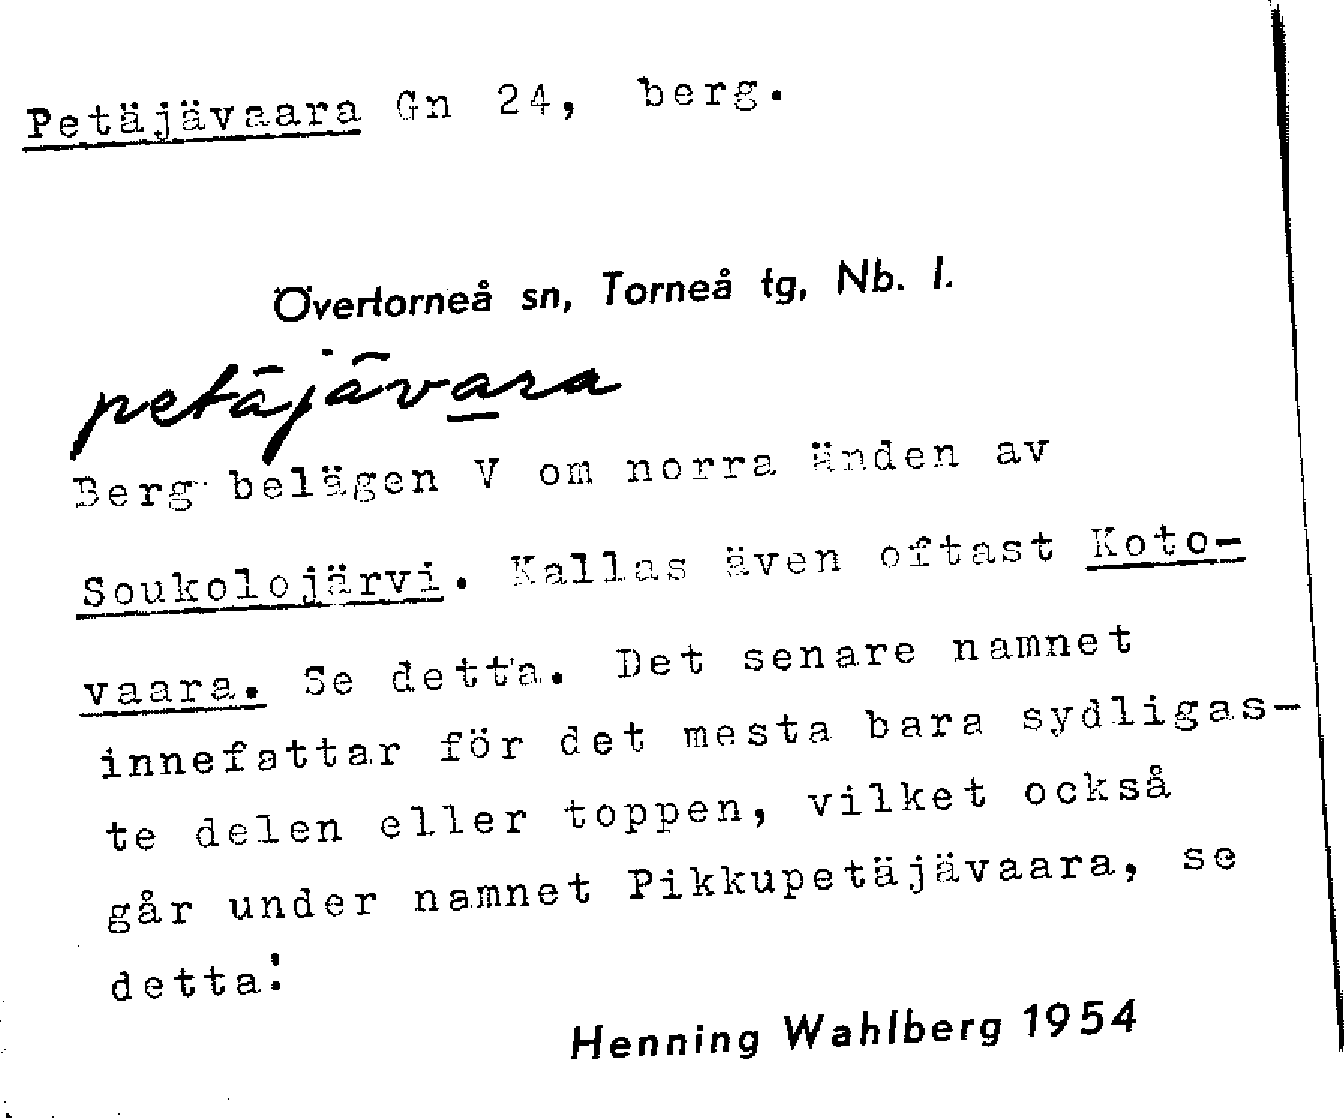 Petäjävaara Gn 24, berg.
Övertorneå sn, Torneå tg, Nb. l.
petäjävara
Berg belägen V om norra änden av
Soukolojärvi. Kallas även oftast Koto-
vaara. Se detta. Det senare namnet
innefattar för det mesta bara sydligas-
te delen eller toppen, vilket också
går under namnet Pikkupetäjävaara, se
detta!
Henning Wahlberg 1954